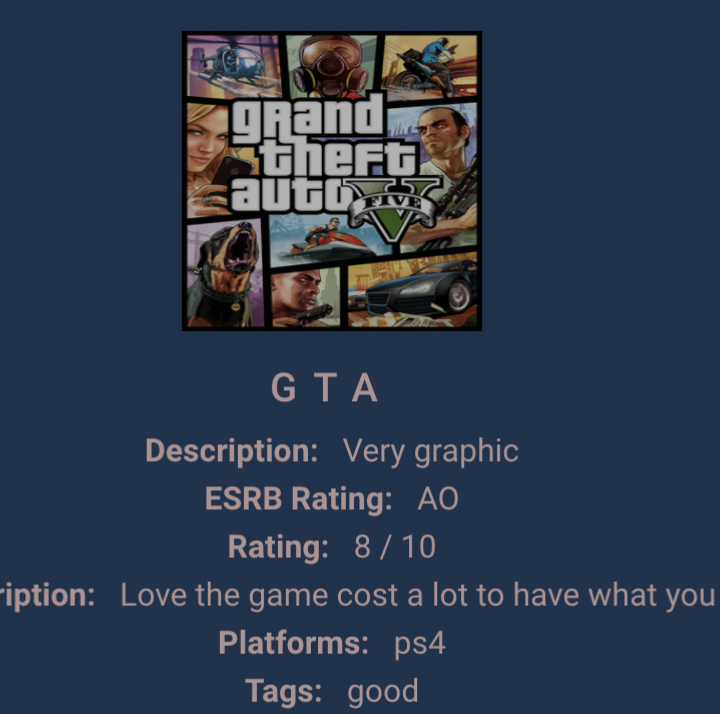 grand
theft
auto
FIVE
G T A
Description: Very graphic
ESRB Rating: AO
Rating: 8 / 10
ription: Love the game cost a lot to have what you
Platforms: ps4
Tags: good